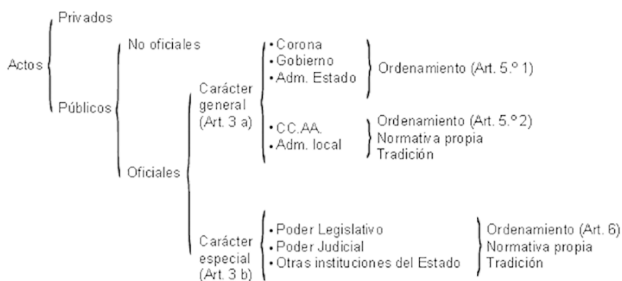 Actos
Privados
Públicos
No oficiales
Oficiales
Carácter
general
(Art. 3 a)
• Corona
• Gobierno
• Adm. Estado
Ordenamiento (Art. 5.º 1)
• CC.AA.
• Adm. local
Ordenamiento (Art. 5.º 2)
Normativa propia
Tradición
Carácter
especial
(Art. 3 b)
• Poder Legislativo
• Poder Judicial
• Otras instituciones del Estado
Ordenamiento (Art. 6)
Normativa propia
Tradición